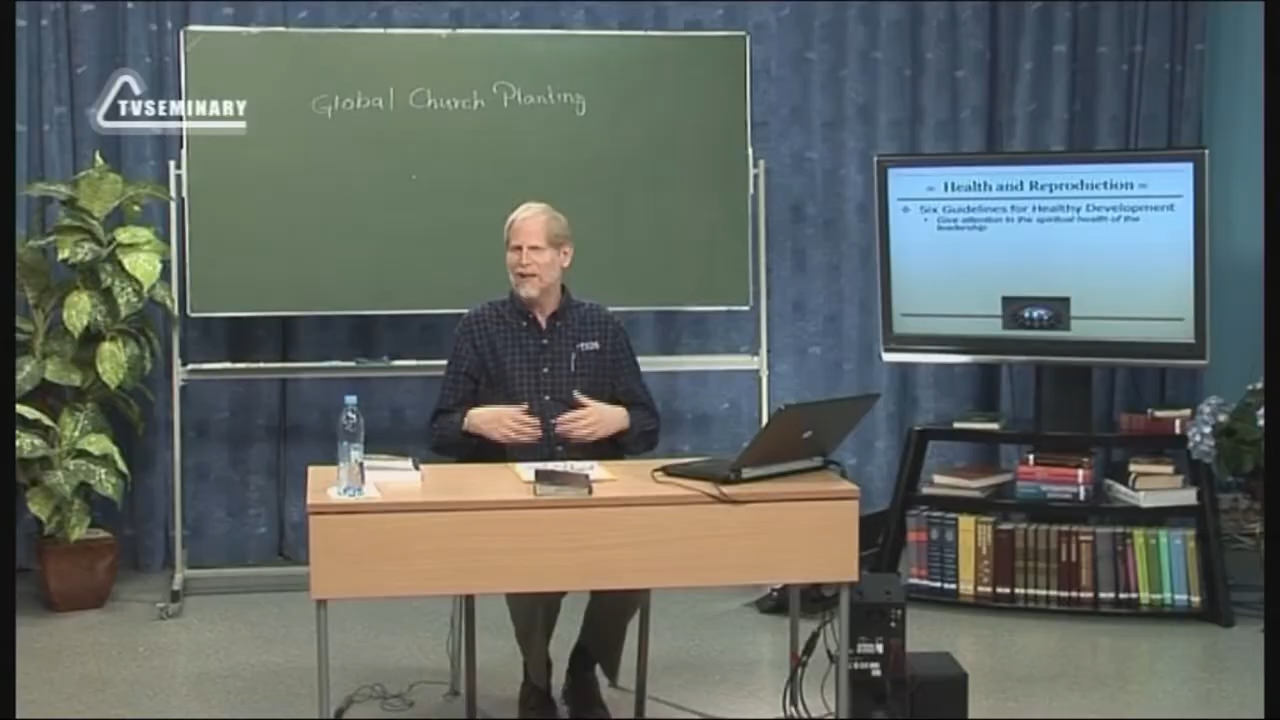 TVSEMINARY
Global Church Planting
Health and Reproduction
Six Guidelines for Healthy Development
Give attention to the spiritual health of the
leadership